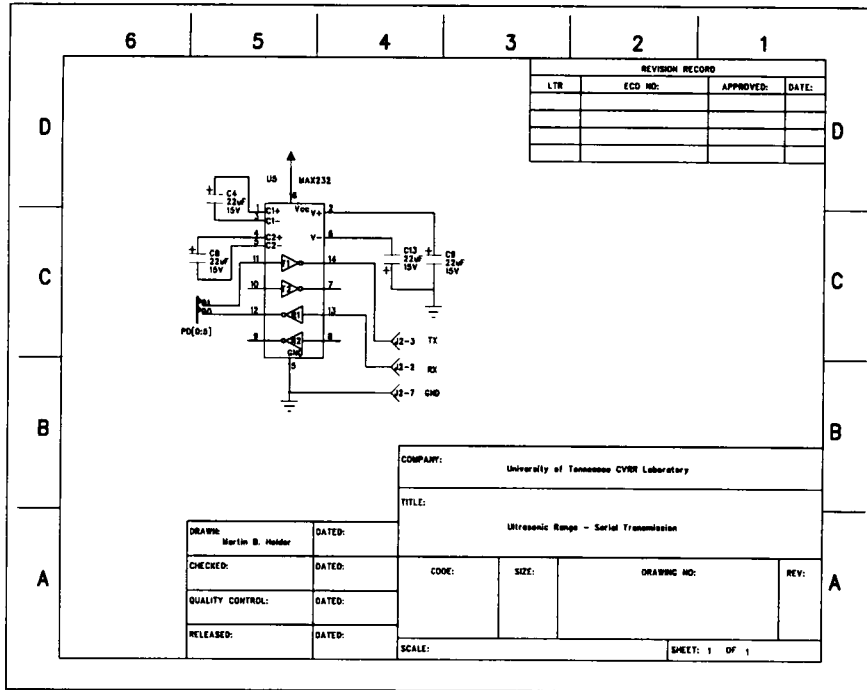 6 5 4 3 2 1
REVISION RECORD
LTR ECO NO: APPROVED: DATE:
D D
U5 MAX232
C4
22uF
15V
1 C1+
3 C1-
4 C2+
5 C2-
Vcc V+ 2
V- 6
C8
22uF
15V
C13
22uF
15V
C9
22uF
15V
C C
11 T1 14
10 T2 7
12 R1 13
9 R2 8
PD[0:5]
GND
J2-3 TX
J2-2 RX
J2-7 GND
B B
COMPANY:
University of Tennessee CVRR Laboratory
TITLE:
Ultrasonic Range - Serial Transmission
DRAWN: DATED:
Martin B. Holder
CHECKED: DATED:
CODE: SIZE: DRAWING NO: REV:
A A
QUALITY CONTROL: DATED:
RELEASED: DATED:
SCALE: SHEET: 1 OF 1